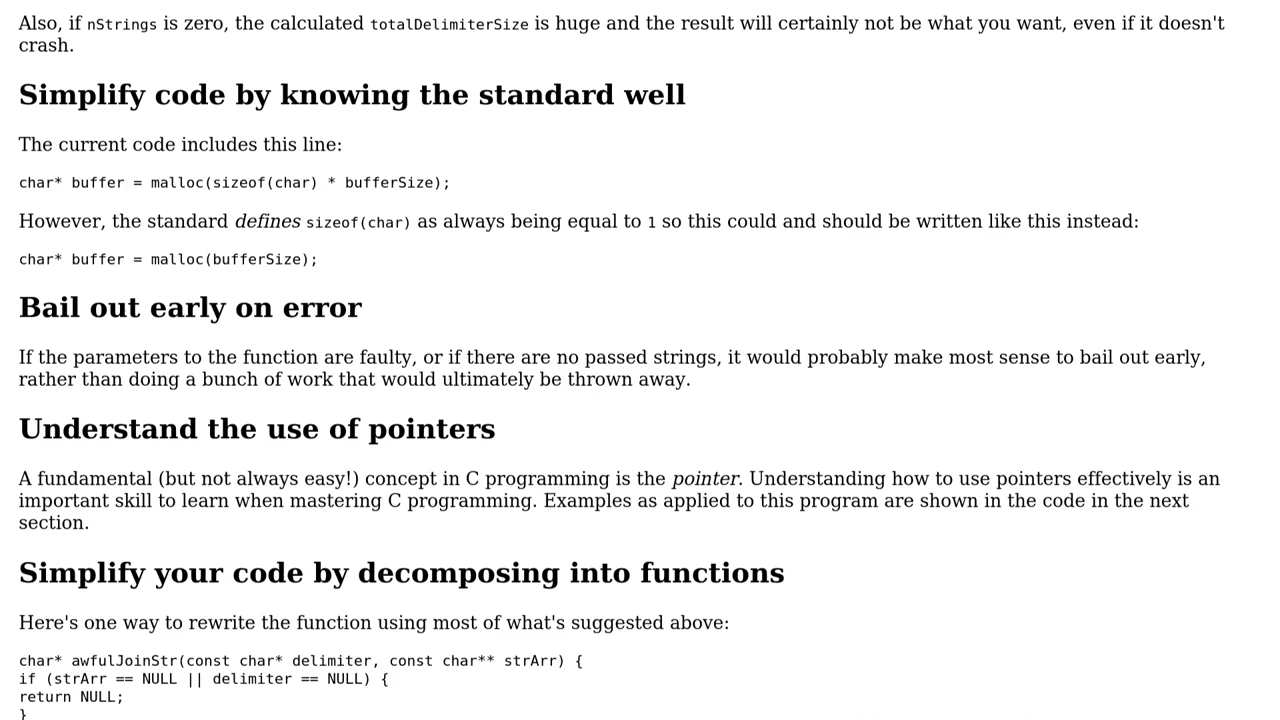 Also, if nStrings is zero, the calculated totalDelimiterSize is huge and the result will certainly not be what you want, even if it doesn't
crash.
Simplify code by knowing the standard well
The current code includes this line:
char* buffer = malloc(sizeof(char) * bufferSize);
However, the standard defines sizeof(char) as always being equal to 1 so this could and should be written like this instead:
char* buffer = malloc(bufferSize);
Bail out early on error
If the parameters to the function are faulty, or if there are no passed strings, it would probably make most sense to bail out early,
rather than doing a bunch of work that would ultimately be thrown away.
Understand the use of pointers
A fundamental (but not always easy!) concept in C programming is the pointer. Understanding how to use pointers effectively is an
important skill to learn when mastering C programming. Examples as applied to this program are shown in the code in the next
section.
Simplify your code by decomposing into functions
Here's one way to rewrite the function using most of what's suggested above:
char* awfulJoinStr(const char* delimiter, const char** strArr) {
if (strArr == NULL || delimiter == NULL) {
return NULL;
}